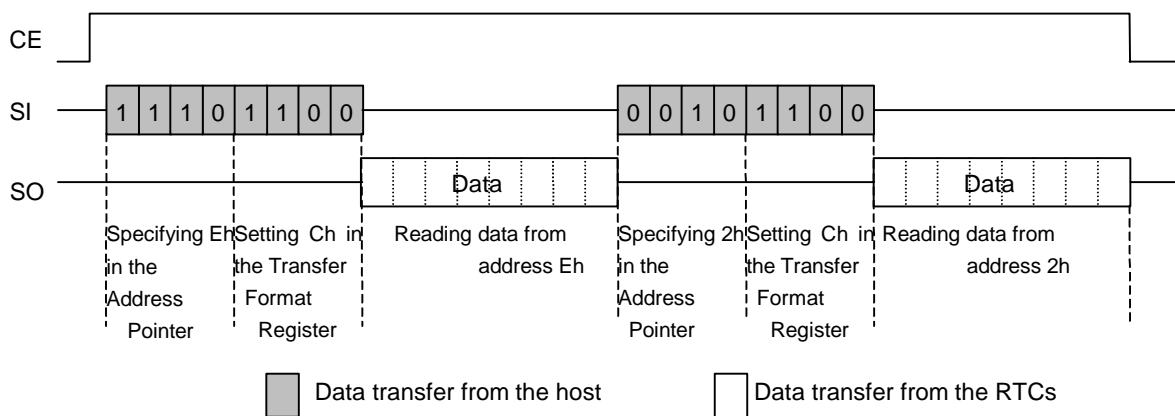 CE
SI
1 1 1 0 1 1 0 0
0 0 1 0 1 1 0 0
SO
Data
Data
Specifying Eh
in the
Address
Pointer
Setting Ch in
the Transfer
Format
Register
Reading data from
address Eh
Specifying 2h
in the
Address
Pointer
Setting Ch in
the Transfer
Format
Register
Reading data from
address 2h
Data transfer from the host
Data transfer from the RTCs